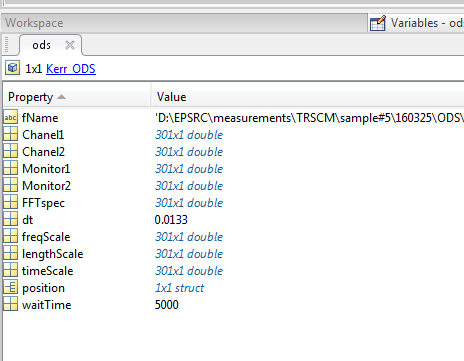 Workspace
Variables - ods
ods
1x1 Kerr_ODS
Property Value
abc fName 'D:\EPSRC\measurements\TRSCM\sample#5\160325\ODS\
Chanel1 301x1 double
Chanel2 301x1 double
Monitor1 301x1 double
Monitor2 301x1 double
FFTspec 301x1 double
dt 0.0133
freqScale 301x1 double
lengthScale 301x1 double
timeScale 301x1 double
position 1x1 struct
waitTime 5000